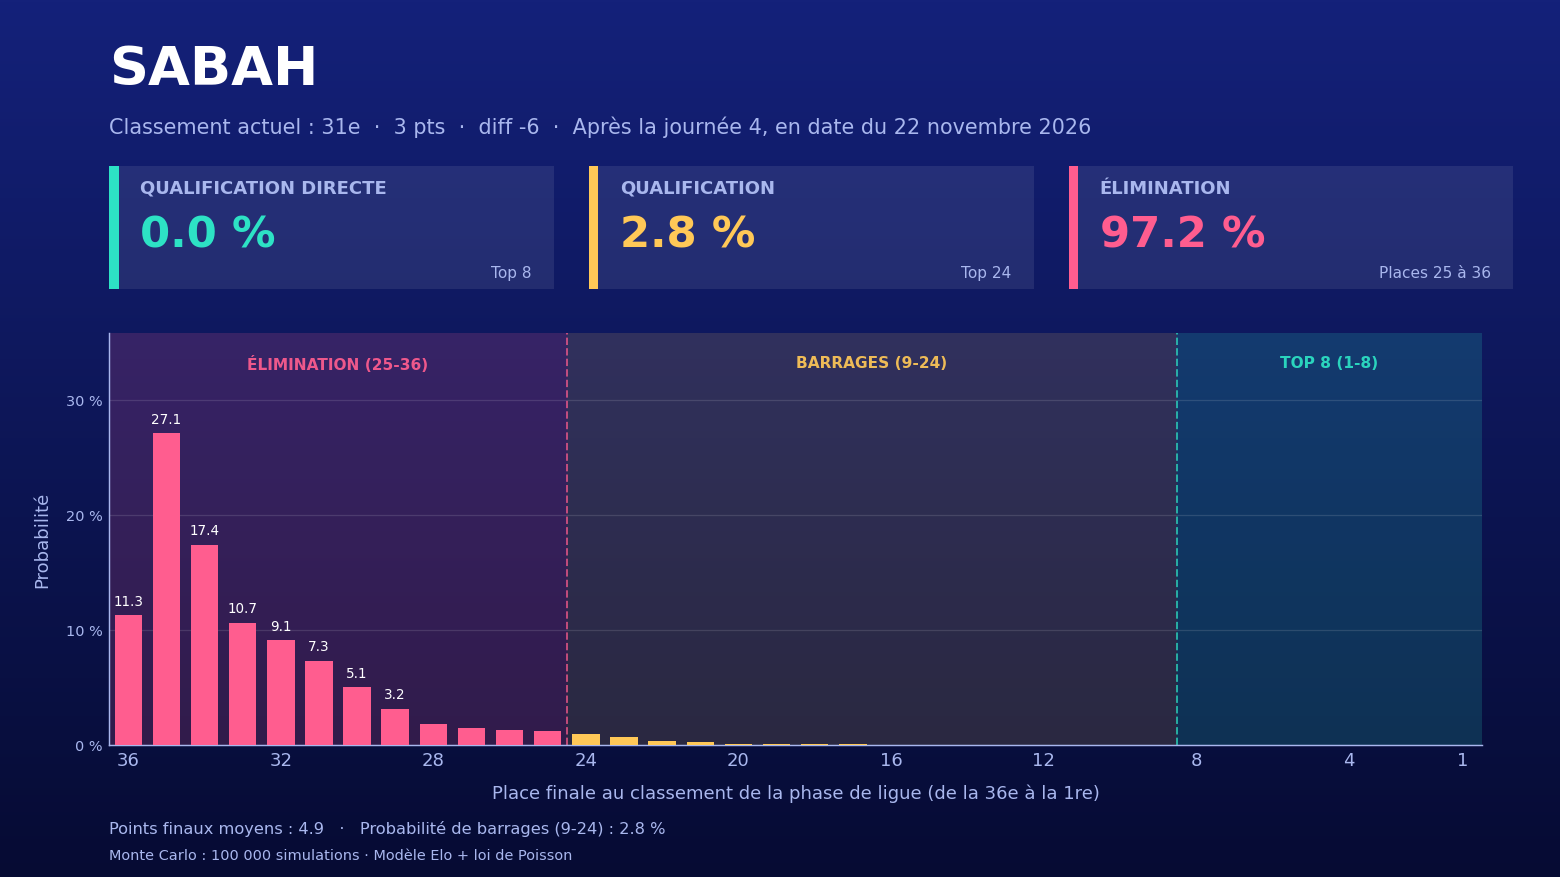 SABAH
Classement actuel : 31e · 3 pts · diff -6 · Après la journée 4, en date du 22 novembre 2026
QUALIFICATION DIRECTE
0.0 %
Top 8
QUALIFICATION
2.8 %
Top 24
ÉLIMINATION
97.2 %
Places 25 à 36
ÉLIMINATION (25-36)
BARRAGES (9-24)
TOP 8 (1-8)
Probabilité
30 %
20 %
10 %
0 %
11.3
27.1
17.4
10.7
9.1
7.3
5.1
3.2
36 32 28 24 20 16 12 8 4 1
Place finale au classement de la phase de ligue (de la 36e à la 1re)
Points finaux moyens : 4.9 · Probabilité de barrages (9-24) : 2.8 %
Monte Carlo : 100 000 simulations · Modèle Elo + loi de Poisson